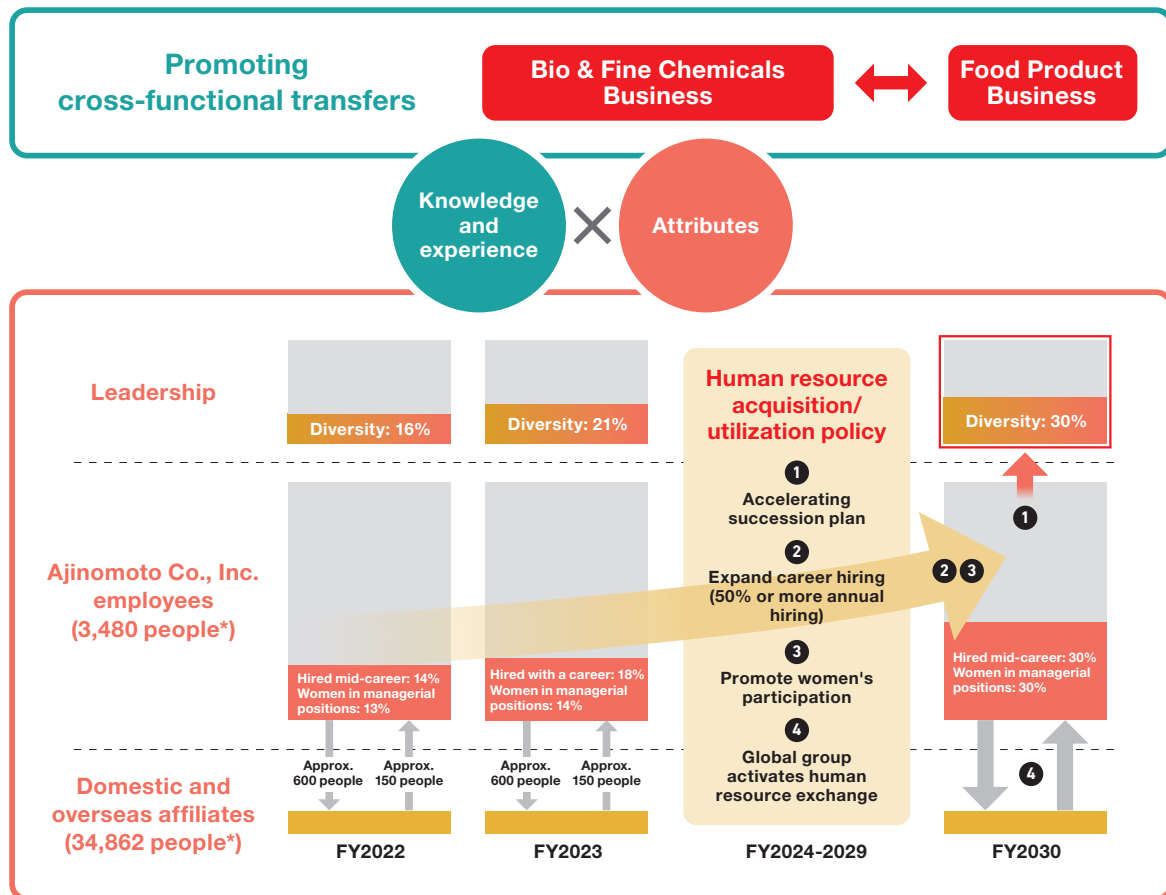 Promoting
cross-functional transfers
Bio & Fine Chemicals
Business
Food Product
Business
Knowledge
and
experience
Attributes
Leadership
Diversity: 16%
Diversity: 21%
Human resource
acquisition/
utilization policy
Diversity: 30%
1
Accelerating
succession plan
2
Expand career hiring
(50% or more annual
hiring)
3
Promote women's
participation
4
Global group
activates human
resource exchange
1
2 3
Ajinomoto Co., Inc.
employees
(3,480 people*)
Hired mid-career: 14%
Women in managerial
positions: 13%
Hired with a career: 18%
Women in managerial
positions: 14%
Hired mid-career: 30%
Women in managerial
positions: 30%
Domestic and
overseas affiliates
(34,862 people*)
Approx.
600 people
Approx.
150 people
Approx.
600 people
Approx.
150 people
4
FY2022
FY2023
FY2024-2029
FY2030